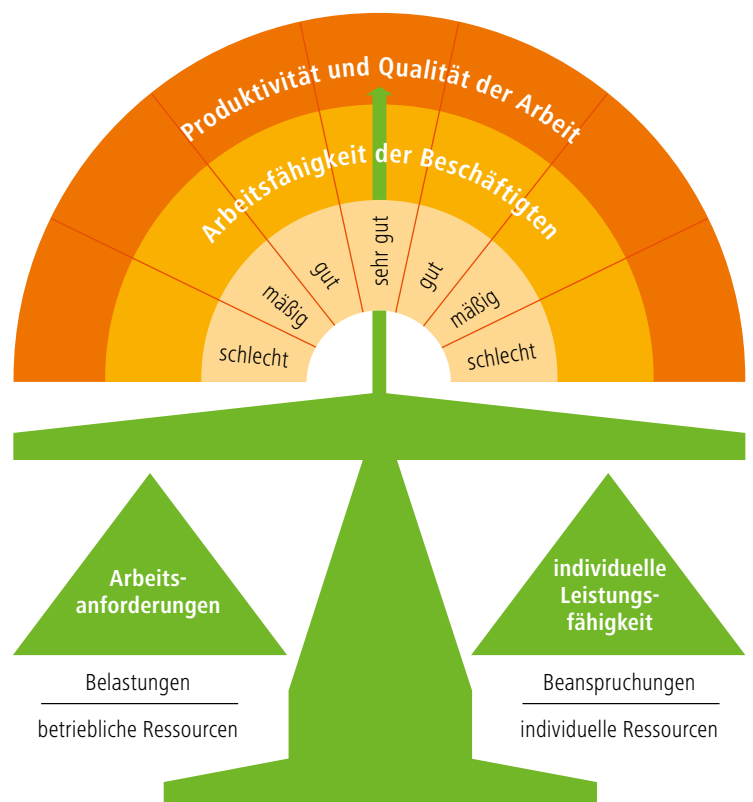 Produktivität und Qualität der Arbeit
Arbeitsfähigkeit der Beschäftigten
schlecht
mäßig
gut
sehr gut
gut
mäßig
schlecht
Arbeits-
anforderungen
Belastungen
betriebliche Ressourcen
individuelle
Leistungs-
fähigkeit
Beanspruchungen
individuelle Ressourcen